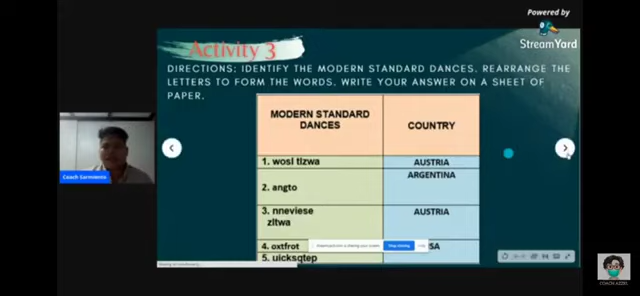 Powered by
StreamYard
Activity 3
DIRECTIONS: IDENTIFY THE MODERN STANDARD DANCES. REARRANGE THE
LETTERS TO FORM THE WORDS. WRITE YOUR ANSWER ON A SHEET OF
PAPER.
MODERN STANDARD
DANCES
COUNTRY
1. wosl tlzwa
AUSTRIA
2. angto
ARGENTINA
3. nneviese
zltwa
AUSTRIA
4. oxtfrot
SA
5. uicksqtep
Coach Sarmiento
Stop sharing
COACH AZZEL